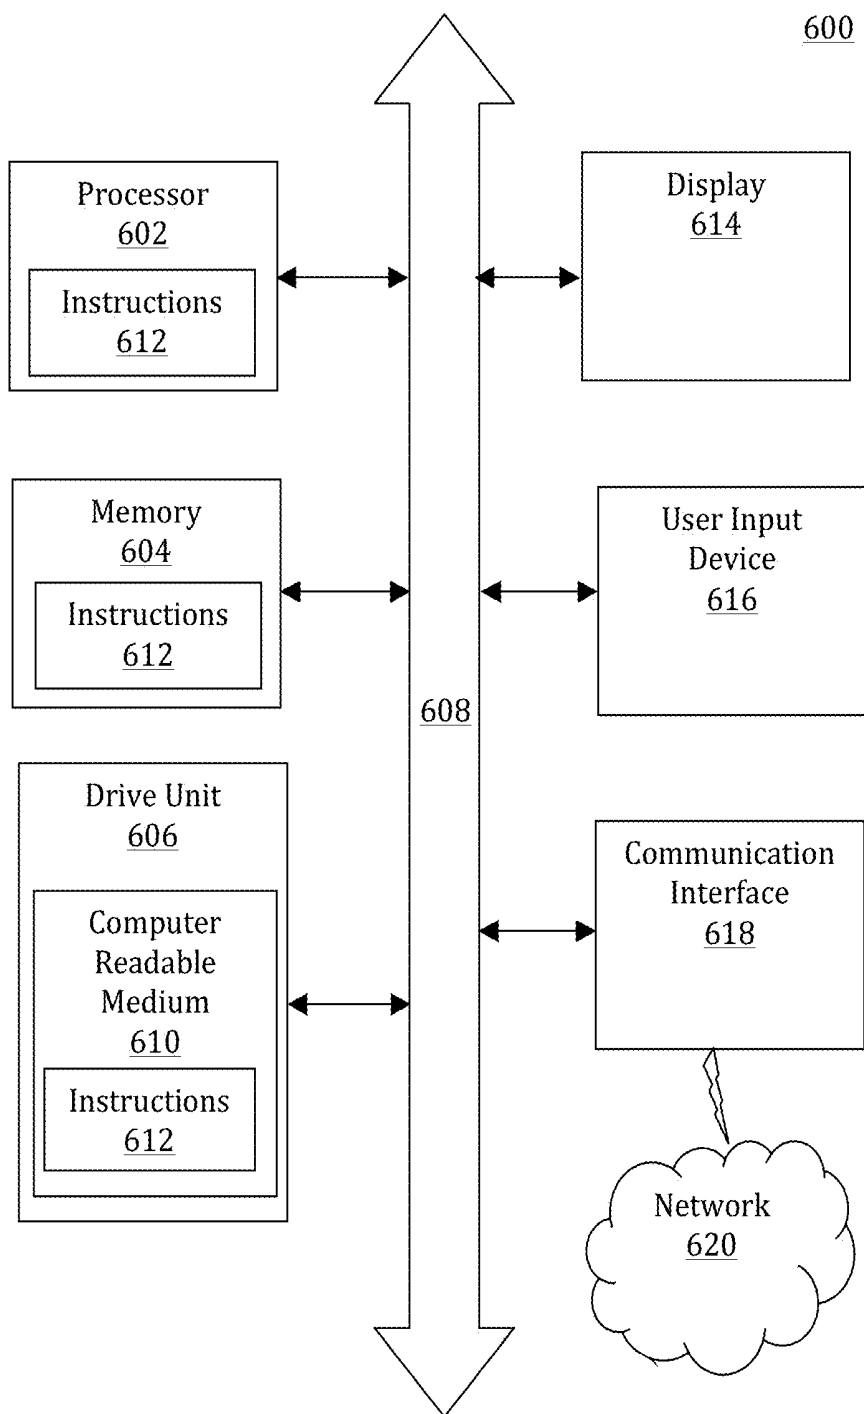 600
Processor
602
Instructions
612
Memory
604
Instructions
612
Drive Unit
606
Computer
Readable
Medium
610
Instructions
612
608
Display
614
User Input
Device
616
Communication
Interface
618
Network
620